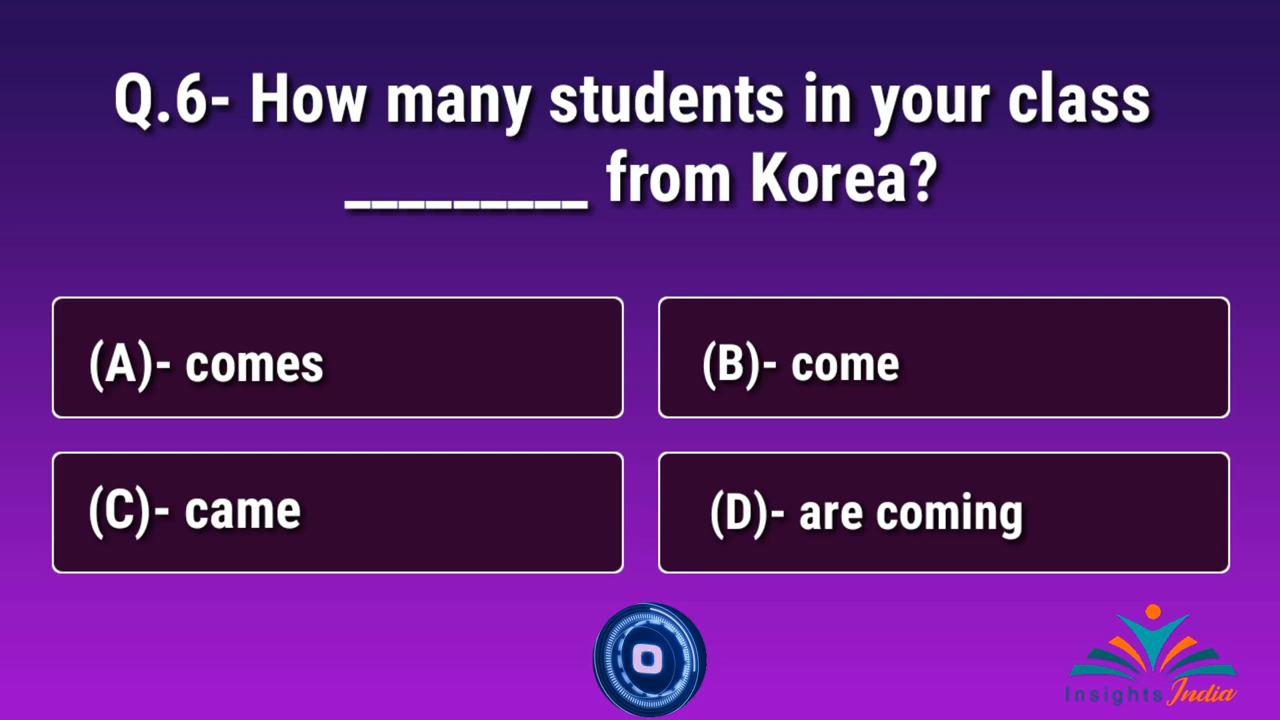 Q.6- How many students in your class
_________ from Korea?
(A)- comes
(B)- come
(C)- came
(D)- are coming
0
Insights India